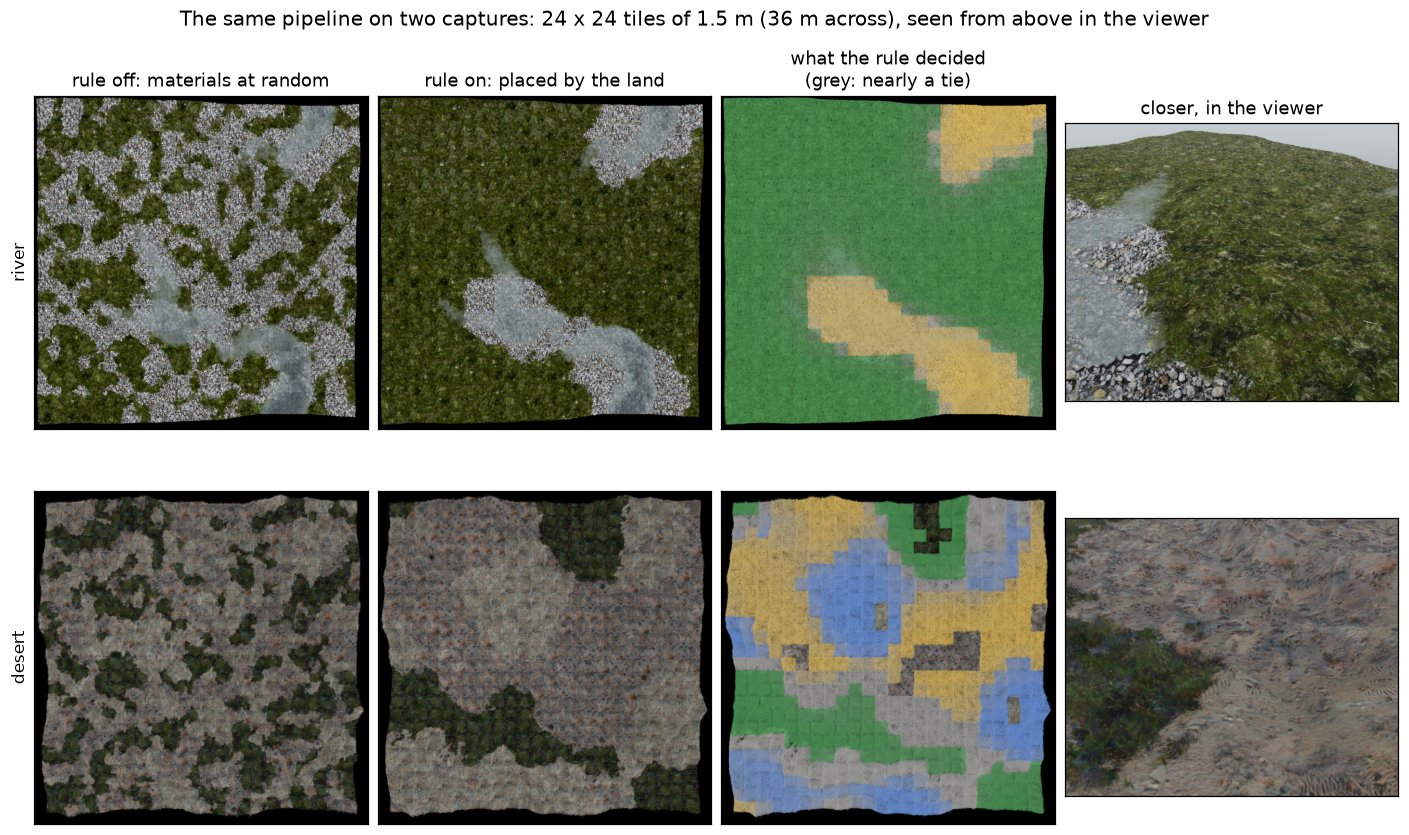 The same pipeline on two captures: 24 x 24 tiles of 1.5 m (36 m across), seen from above in the viewer
rule off: materials at random
rule on: placed by the land
what the rule decided
(grey: nearly a tie)
closer, in the viewer
river
desert